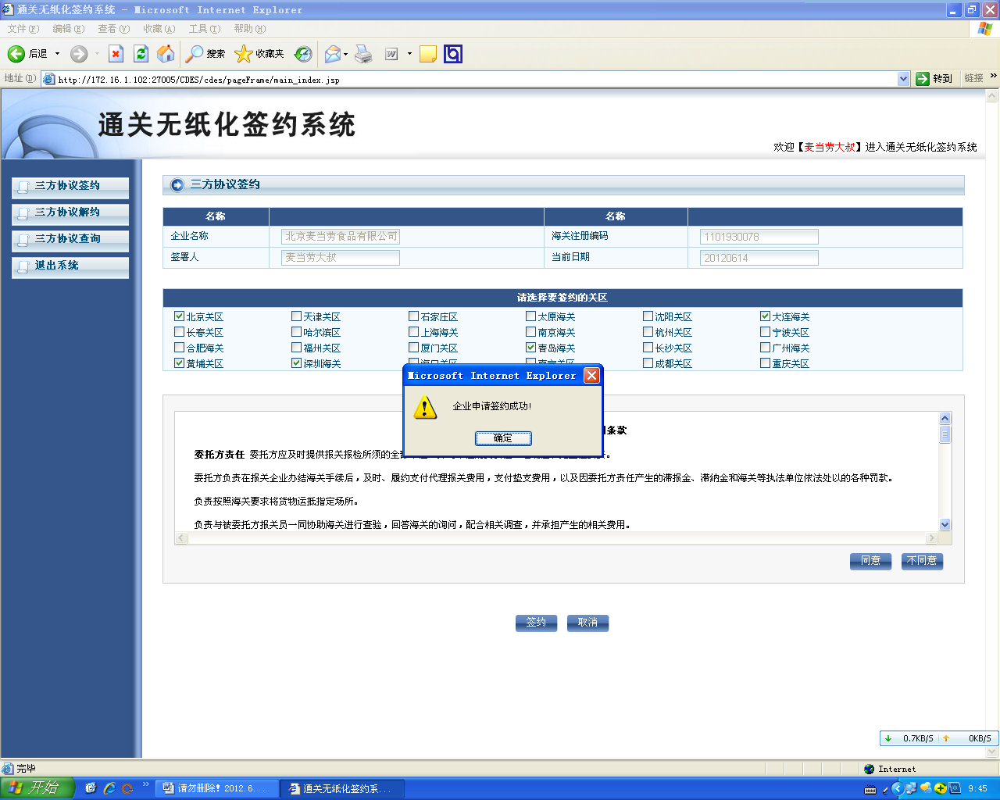 通关无纸化签约系统 - Microsoft Internet Explorer
文件(F) 编辑(E) 查看(V) 收藏(A) 工具(T) 帮助(H)
后退 搜索 收藏夹
地址(D) http://172.16.1.102:27005/CDES/cdes/pageFrame/main_index.jsp 转到 链接 »
通关无纸化签约系统
欢迎【麦当劳大叔】进入通关无纸化签约系统
三方协议签约
三方协议解约
三方协议查询
退出系统
三方协议签约
名称 名称
企业名称 北京麦当劳食品有限公司 海关注册编码 1101930078
签署人 麦当劳大叔 当前日期 20120614
请选择要签约的关区
北京关区 天津关区 石家庄区 太原海关 沈阳关区 大连海关
长春关区 哈尔滨区 上海海关 南京海关 杭州关区 宁波关区
合肥海关 福州关区 厦门关区 青岛海关 长沙关区 广州海关
黄埔关区 深圳海关 海口关区 南宁关区 成都关区 重庆关区
Microsoft Internet Explorer
企业申请签约成功!
确定
条款
委托方责任 委托方应及时提供报关报检所须的全部
委托方负责在报关企业办结海关手续后，及时、履约支付代理报关费用，支付垫支费用，以及因委托方责任产生的滞报金、滞纳金和海关等执法单位依法处以的各种罚款。
负责按照海关要求将货物运抵指定场所。
负责与被委托方报关员一同协助海关进行查验，回答海关的询问，配合相关调查，并承担产生的相关费用。
同意 不同意
签约 取消
0.7KB/S 0KB/S
完毕 Internet
开始 » 请勿删除! 2012.6... 通关无纸化签约系... 9:45